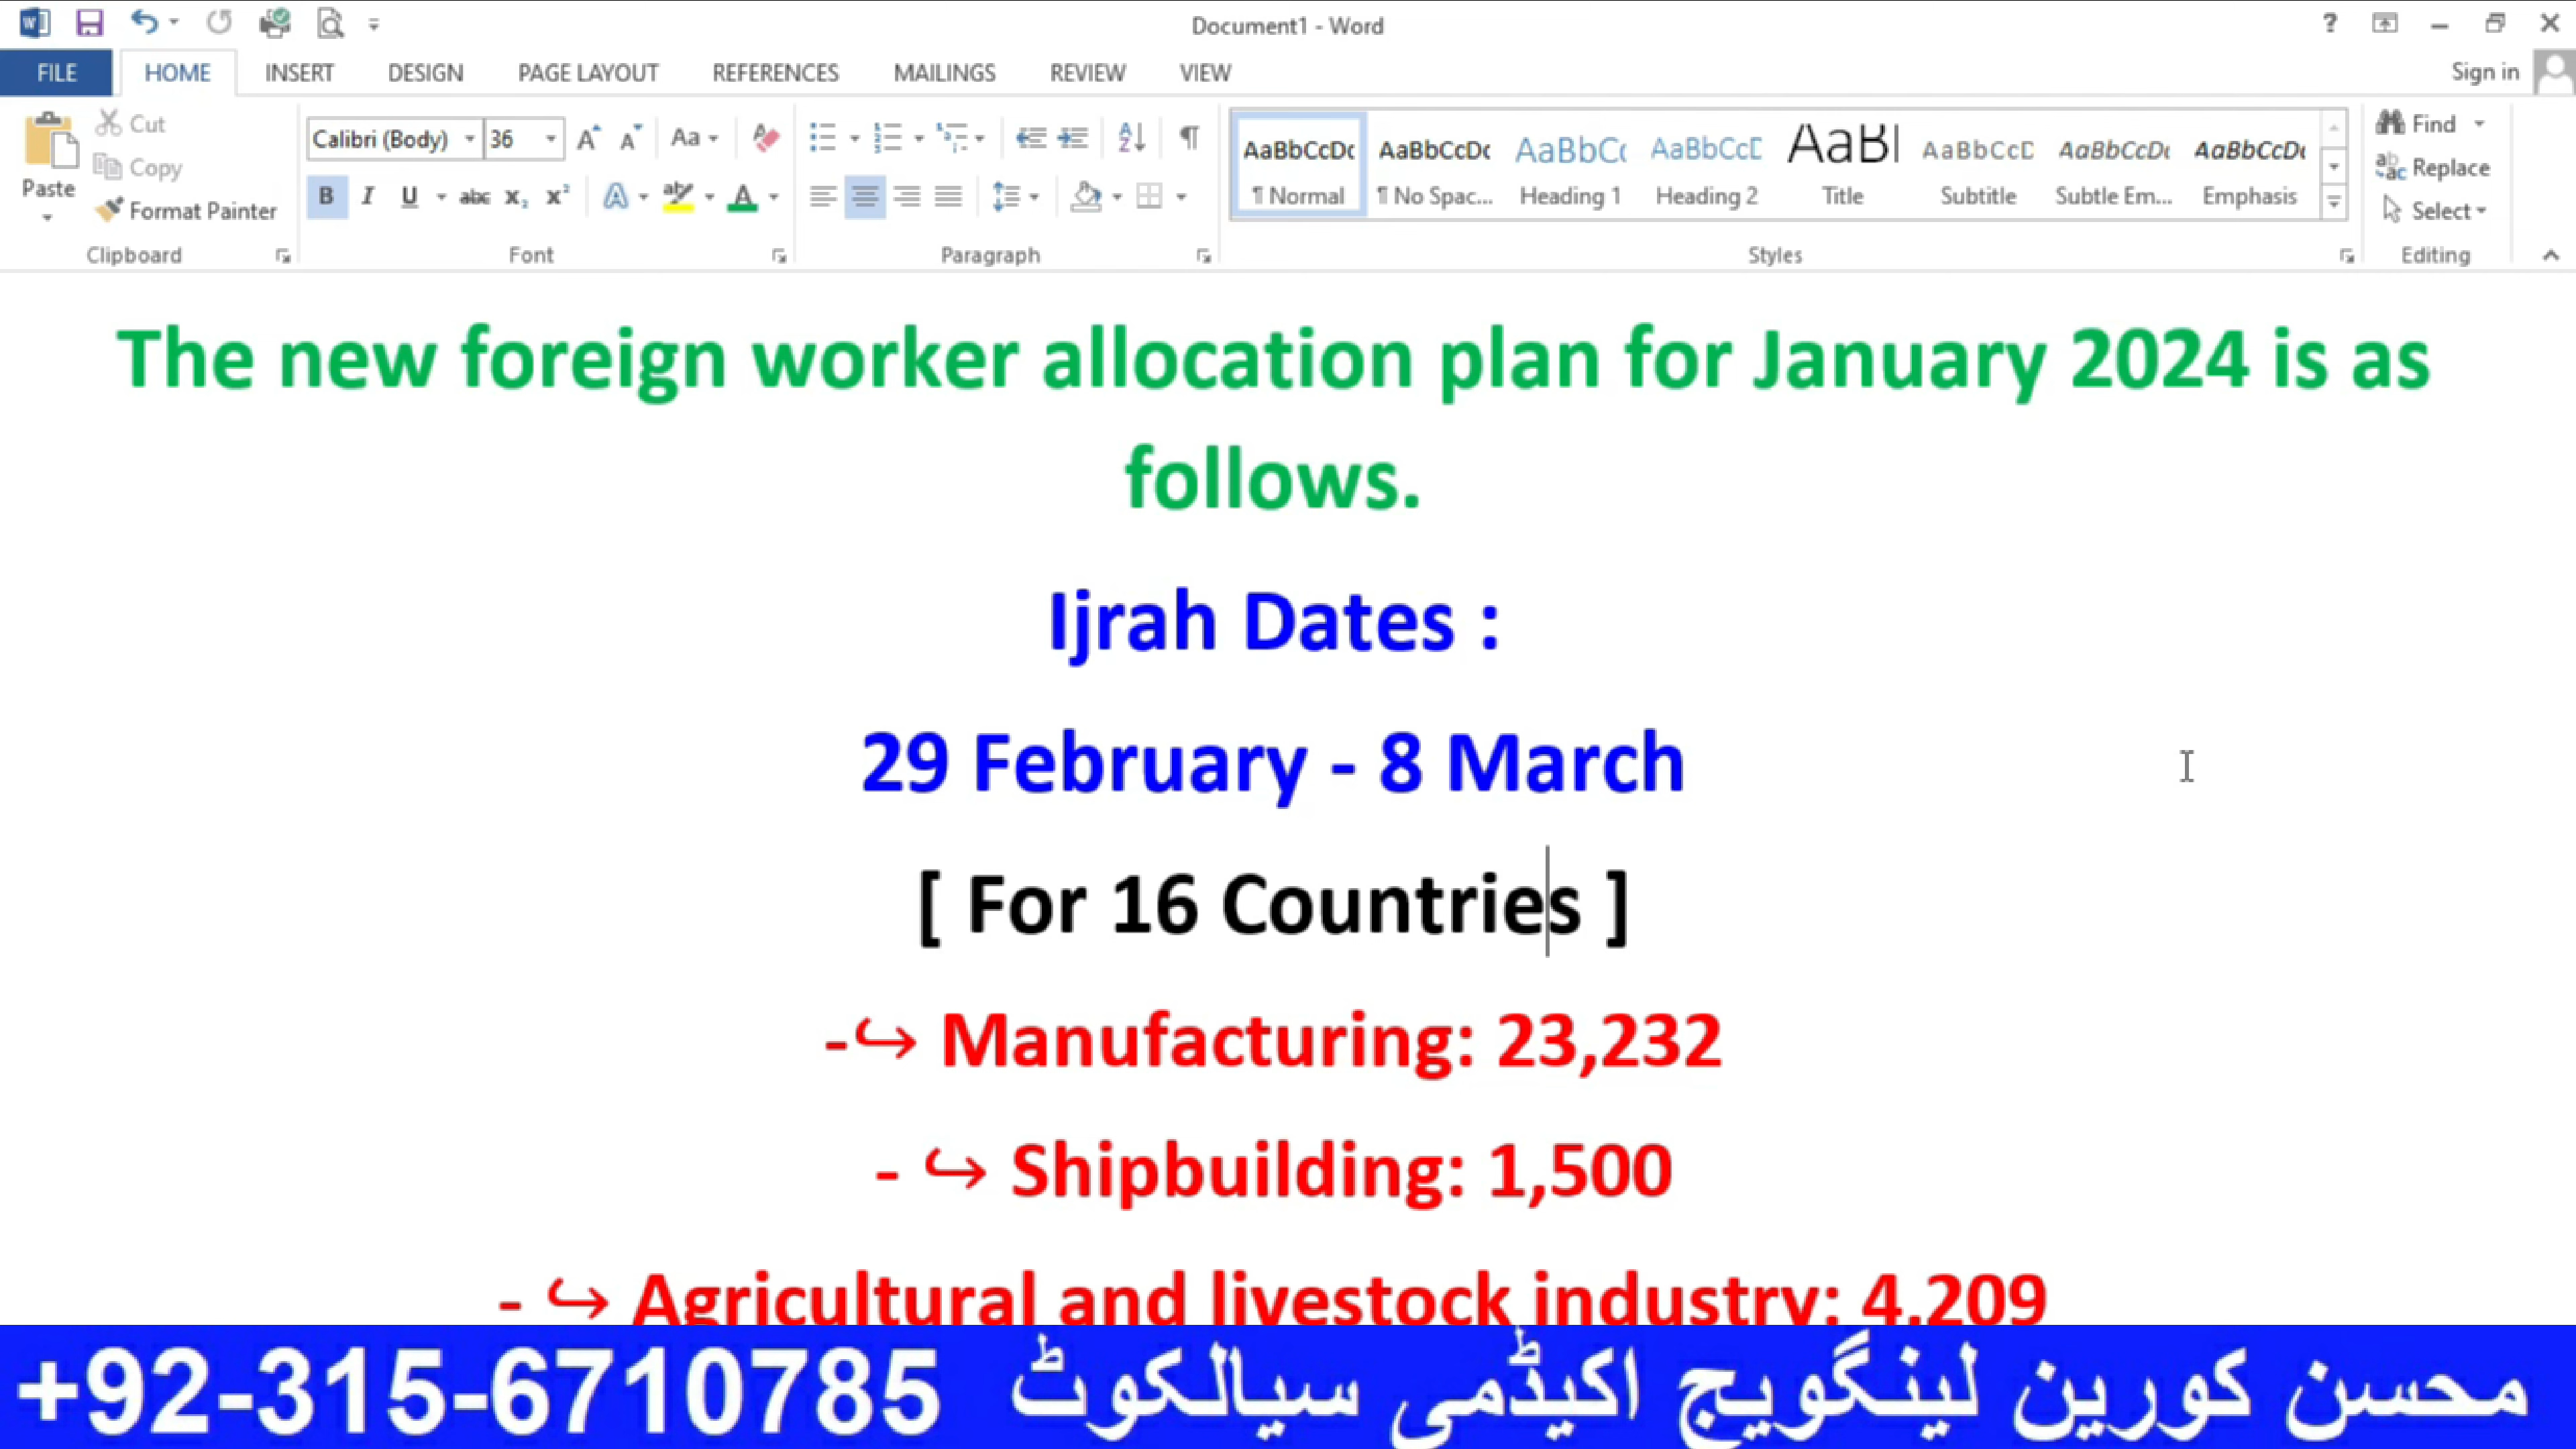 Document1 - Word
FILE HOME INSERT DESIGN PAGE LAYOUT REFERENCES MAILINGS REVIEW VIEW Sign in
Paste Cut Copy Format Painter
Calibri (Body) 36
AaBbCcDc AaBbCcDc AaBbCc AaBbCcD AaBl AaBbCcD AaBbCcDc AaBbCcDc
¶ Normal ¶ No Spac... Heading 1 Heading 2 Title Subtitle Subtle Em... Emphasis
Find Replace Select
Clipboard Font Paragraph Styles Editing
The new foreign worker allocation plan for January 2024 is as
follows.
Ijrah Dates :
29 February - 8 March
[ For 16 Countries ]
-↪ Manufacturing: 23,232
- ↪ Shipbuilding: 1,500
- ↪ Agricultural and livestock industry: 4,209
+92-315-6710785 محسن کورین لینگویج اکیڈمی سیالکوٹ